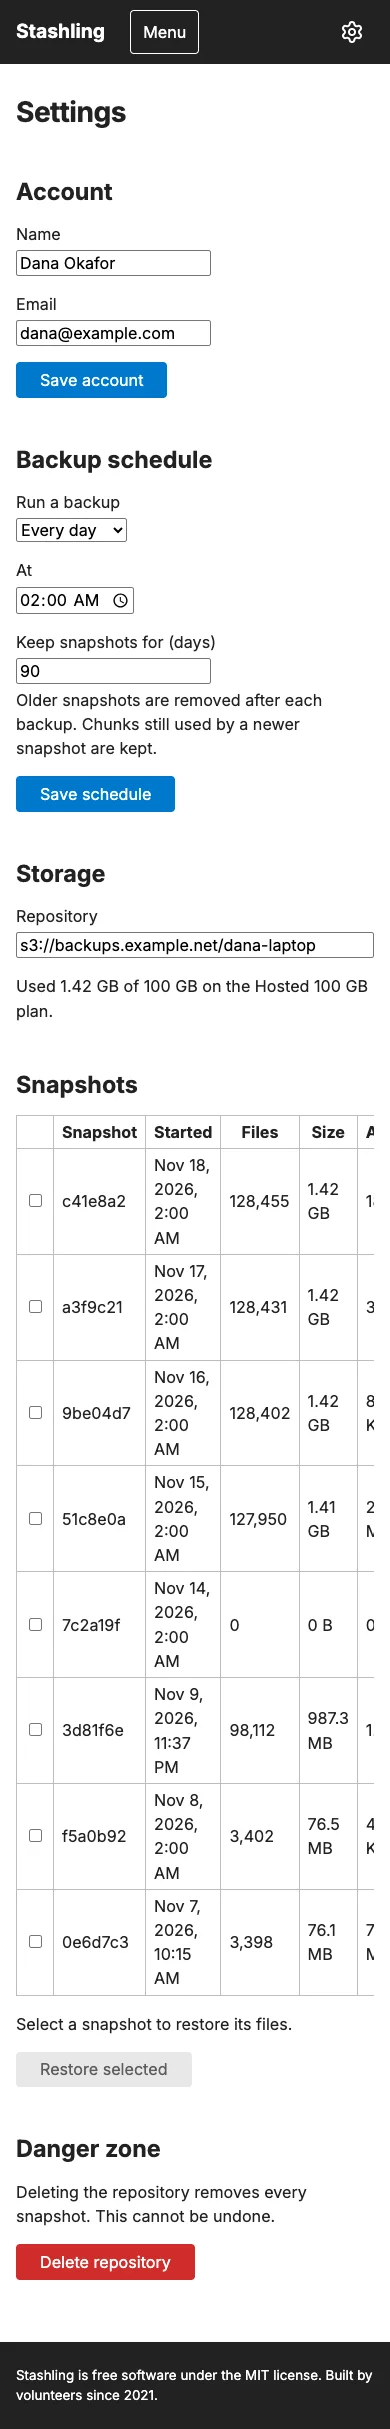 Stashling Menu
Settings
Account
Name
Dana Okafor
Email
dana@example.com
Save account
Backup schedule
Run a backup
Every day
At
02:00 AM
Keep snapshots for (days)
90
Older snapshots are removed after each
backup. Chunks still used by a newer
snapshot are kept.
Save schedule
Storage
Repository
s3://backups.example.net/dana-laptop
Used 1.42 GB of 100 GB on the Hosted 100 GB
plan.
Snapshots
Snapshot Started Files Size
c41e8a2 Nov 18, 2026, 2:00 AM 128,455 1.42 GB
a3f9c21 Nov 17, 2026, 2:00 AM 128,431 1.42 GB
9be04d7 Nov 16, 2026, 2:00 AM 128,402 1.42 GB
51c8e0a Nov 15, 2026, 2:00 AM 127,950 1.41 GB
7c2a19f Nov 14, 2026, 2:00 AM 0 0 B
3d81f6e Nov 9, 2026, 11:37 PM 98,112 987.3 MB
f5a0b92 Nov 8, 2026, 2:00 AM 3,402 76.5 MB
0e6d7c3 Nov 7, 2026, 10:15 AM 3,398 76.1 MB
Select a snapshot to restore its files.
Restore selected
Danger zone
Deleting the repository removes every
snapshot. This cannot be undone.
Delete repository
Stashling is free software under the MIT license. Built by
volunteers since 2021.